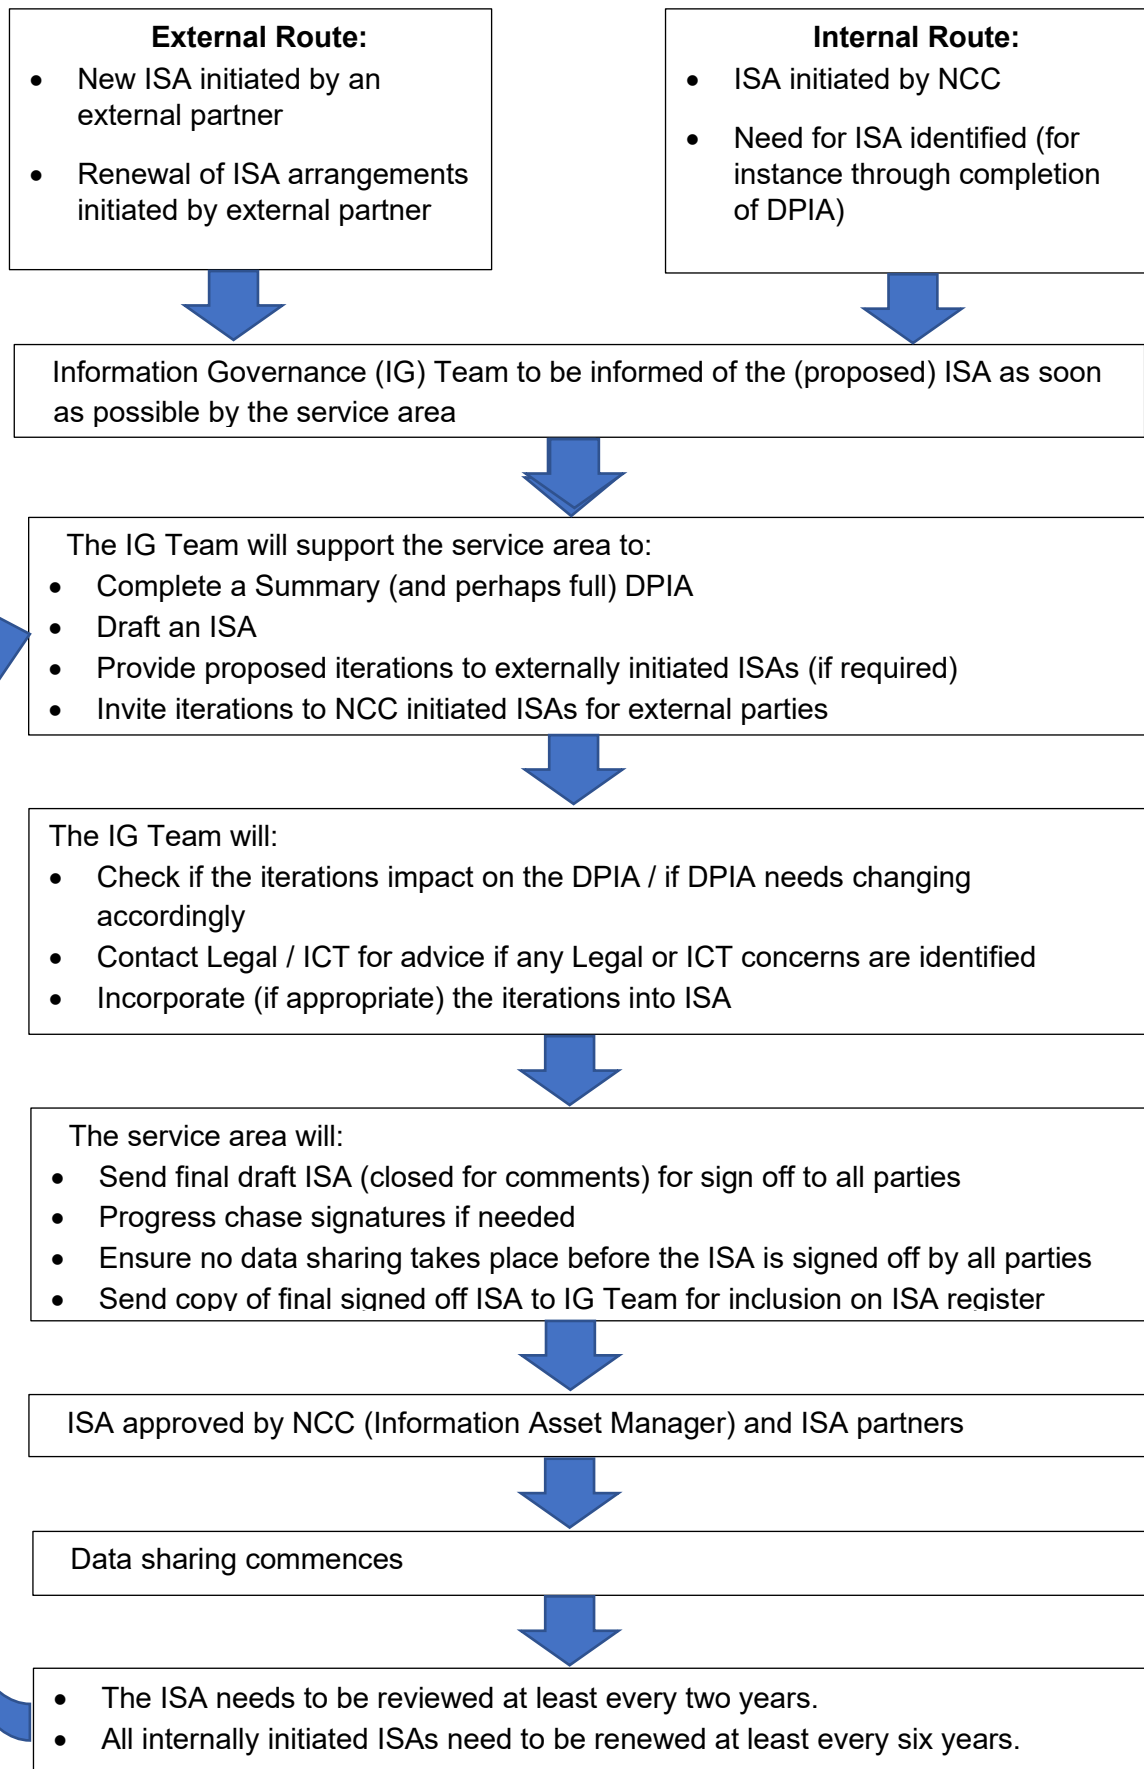 External Route:
• New ISA initiated by an
external partner
• Renewal of ISA arrangements
initiated by external partner
Internal Route:
• ISA initiated by NCC
• Need for ISA identified (for
instance through completion
of DPIA)
Information Governance (IG) Team to be informed of the (proposed) ISA as soon
as possible by the service area
The IG Team will support the service area to:
• Complete a Summary (and perhaps full) DPIA
• Draft an ISA
• Provide proposed iterations to externally initiated ISAs (if required)
• Invite iterations to NCC initiated ISAs for external parties
The IG Team will:
• Check if the iterations impact on the DPIA / if DPIA needs changing
accordingly
• Contact Legal / ICT for advice if any Legal or ICT concerns are identified
• Incorporate (if appropriate) the iterations into ISA
The service area will:
• Send final draft ISA (closed for comments) for sign off to all parties
• Progress chase signatures if needed
• Ensure no data sharing takes place before the ISA is signed off by all parties
• Send copy of final signed off ISA to IG Team for inclusion on ISA register
ISA approved by NCC (Information Asset Manager) and ISA partners
Data sharing commences
• The ISA needs to be reviewed at least every two years.
• All internally initiated ISAs need to be renewed at least every six years.